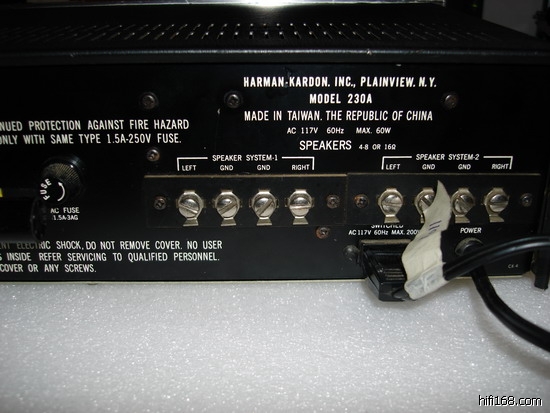 HARMAN-KARDON. INC., PLAINVIEW. N.Y.
MODEL 230A
MADE IN TAIWAN. THE REPUBLIC OF CHINA
AC 117V 60Hz MAX. 60W
SPEAKERS 4·8 OR 16Ω
NUED PROTECTION AGAINST FIRE HAZARD
ONLY WITH SAME TYPE 1.5A-250V FUSE.
SPEAKER SYSTEM-1
LEFT GND GND RIGHT
SPEAKER SYSTEM-2
LEFT GND GND RIGHT
FUSE
AC FUSE
1.5A·3AG
SWITCHED
AC 117V 60Hz MAX. 200W
POWER
ENT ELECTRIC SHOCK, DO NOT REMOVE COVER. NO USER
S INSIDE REFER SERVICING TO QUALIFIED PERSONNEL.
COVER OR ANY SCREWS.
hifi168.com